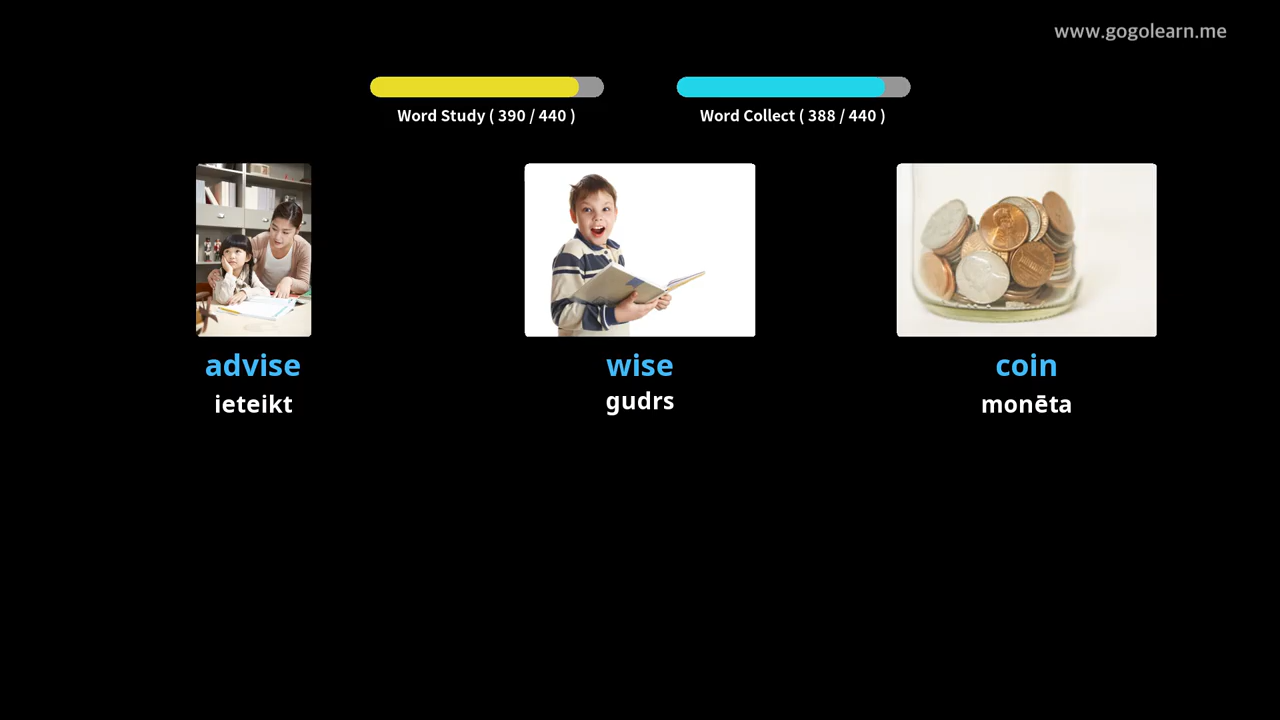 www.gogolearn.me
Word Study ( 390 / 440 )
Word Collect ( 388 / 440 )
advise
wise
coin
ieteikt
gudrs
monēta